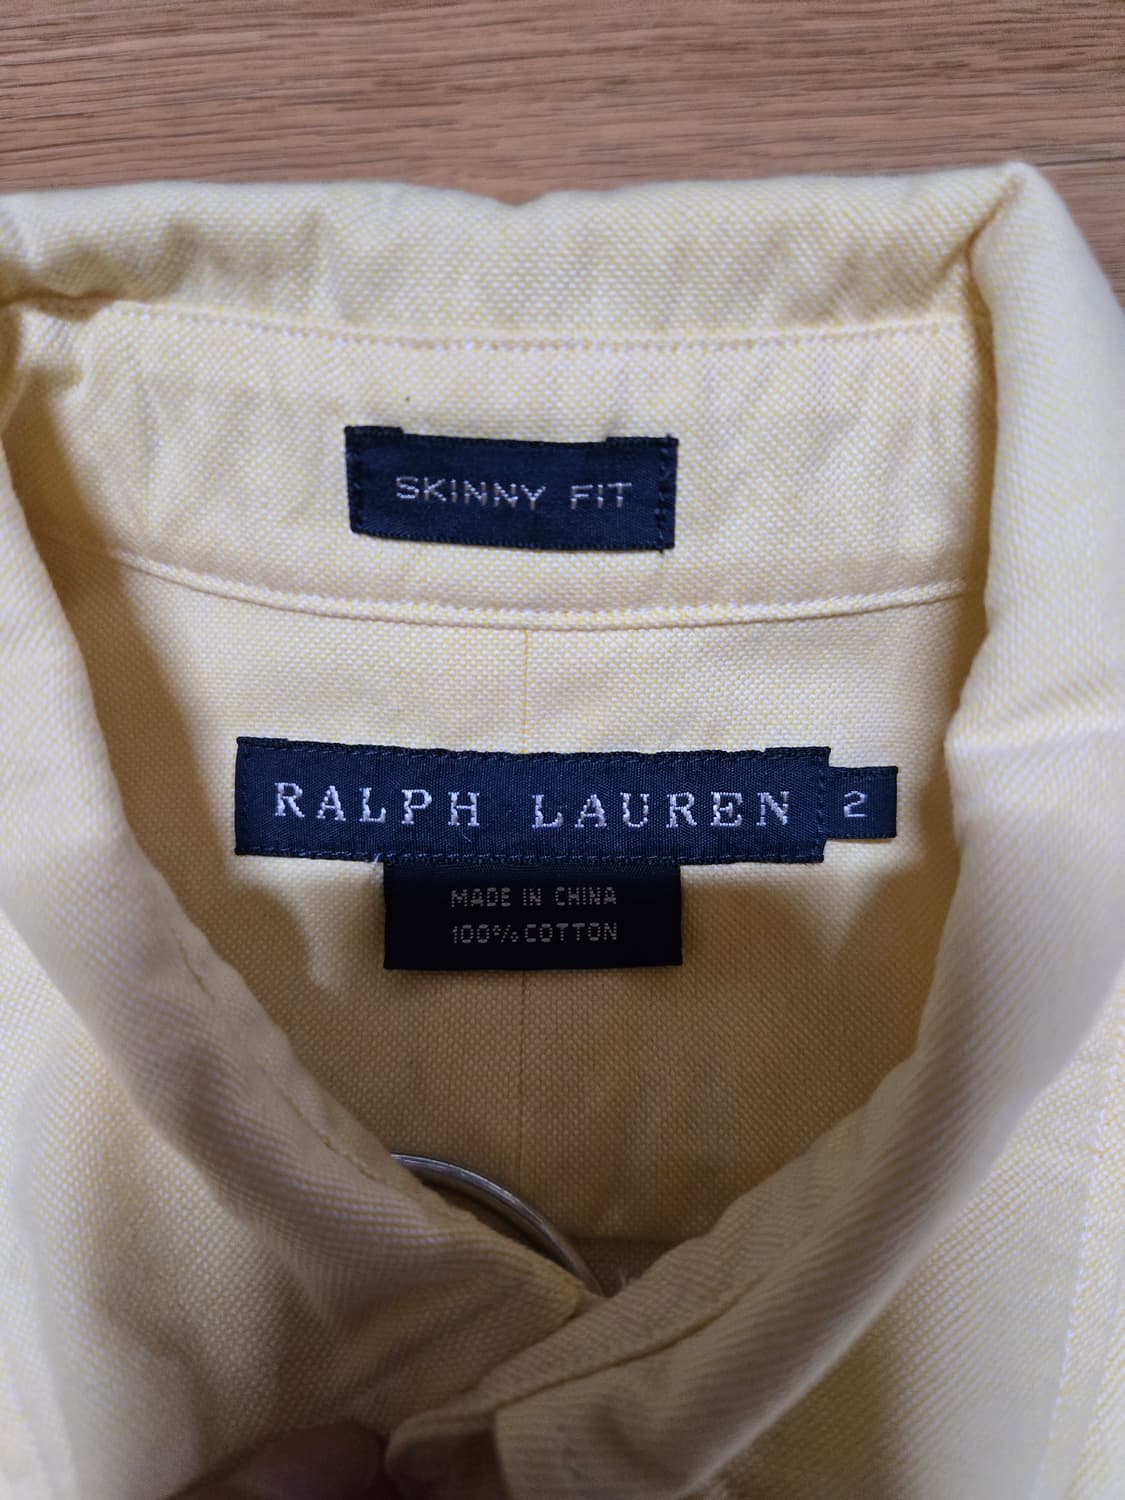 SKINNY FIT
RALPH LAUREN 2
MADE IN CHINA
100% COTTON